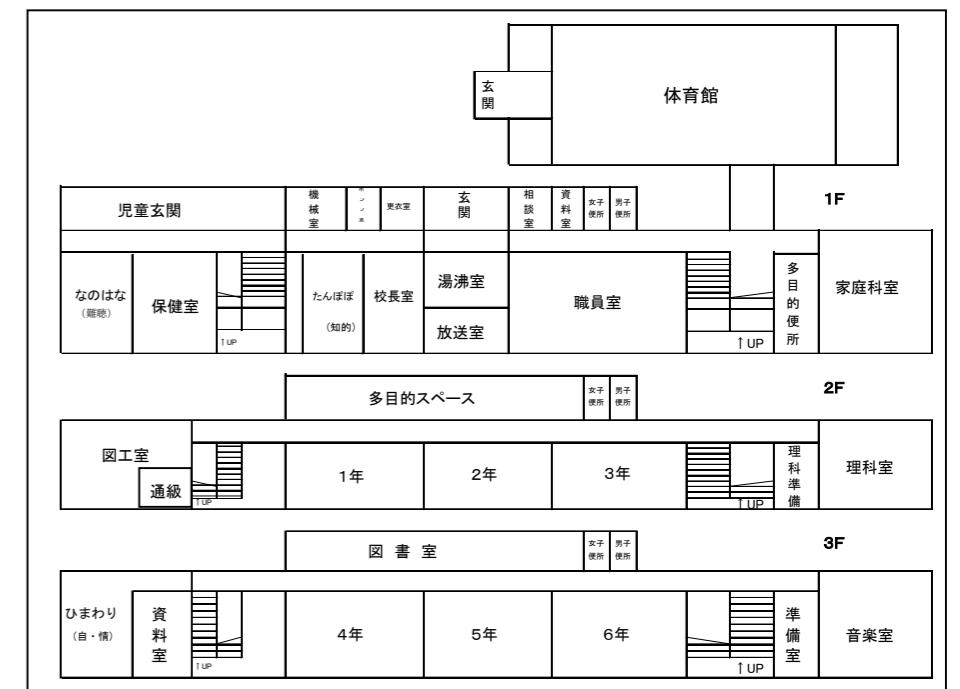 体育館
玄関
1F
児童玄関
機械室
更衣室
玄関
相談室
資料室
女子便所
男子便所
なのはな
(難聴)
保健室
↑UP
たんぽぽ
(知的)
校長室
湯沸室
放送室
職員室
↑UP
多目的便所
家庭科室
2F
多目的スペース
女子便所
男子便所
図工室
通級
↑UP
1年
2年
3年
↑UP
理科準備
理科室
3F
図書室
女子便所
男子便所
ひまわり
(自・情)
資料室
↑UP
4年
5年
6年
↑UP
準備室
音楽室